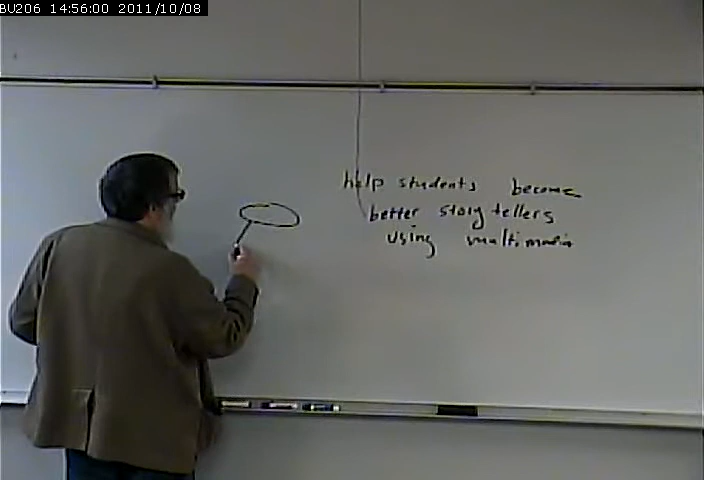 BU206 14:56:00 2011/10/08
help students become
better story tellers
using multimedia